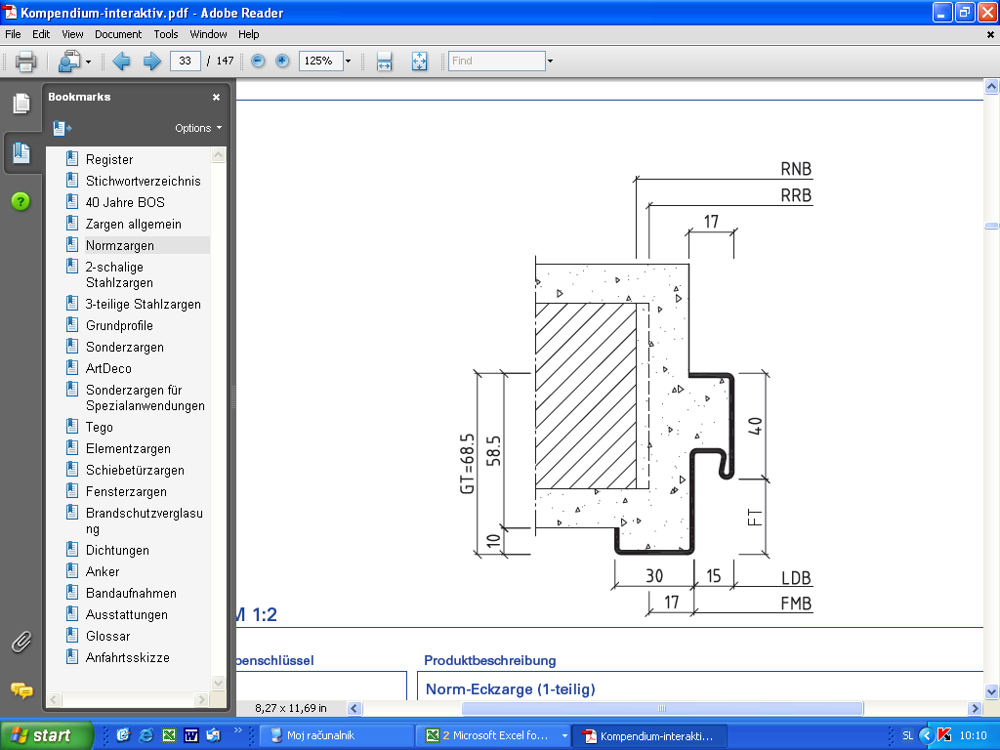 Kompendium-interaktiv.pdf - Adobe Reader
File Edit View Document Tools Window Help
33 / 147 125% Find
Bookmarks
Options
Register
Stichwortverzeichnis
40 Jahre BOS
Zargen allgemein
Normzargen
2-schalige
Stahlzargen
3-teilige Stahlzargen
Grundprofile
Sonderzargen
ArtDeco
Sonderzargen für
Spezialanwendungen
Tego
Elementzargen
Schiebetürzargen
Fensterzargen
Brandschutzverglasu
ng
Dichtungen
Anker
Bandaufnahmen
Ausstattungen
Glossar
Anfahrtsskizze
RNB
RRB
17
GT=68.5
58.5
10
40
FT
30 15 LDB
17 FMB
M 1:2
benschlüssel Produktbeschreibung
Norm-Eckzarge (1-teilig)
8,27 x 11,69 in
start
Moj računalnik
2 Microsoft Excel fo...
Kompendium-interakti...
SL
10:10